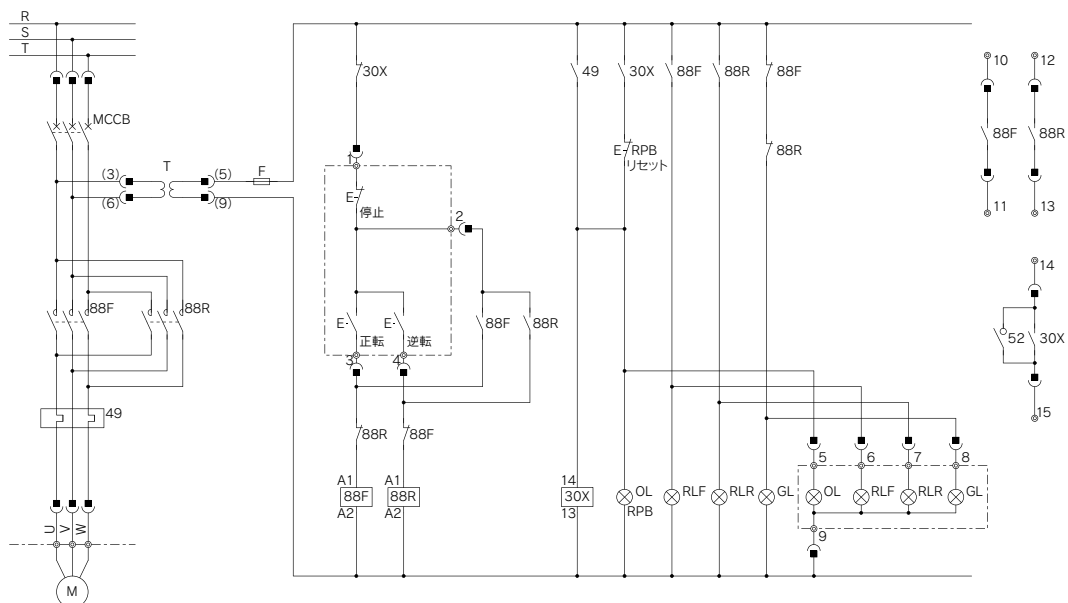 R
S
T
MCCB
(3) T (5) F
(6) (9)
88F 88R
49
U V W
M
30X 49 30X 88F 88R 88F
1
E 停止
2
E E
正転 逆転
88F 88R
3 4
88R 88F
A1 A1
88F 88R
A2 A2
E RPB
リセット
88R
14
30X
13
OL
RPB
RLF RLR GL
5 6 7 8
OL RLF RLR GL
9
10 12
88F 88R
11 13
14
52 30X
15